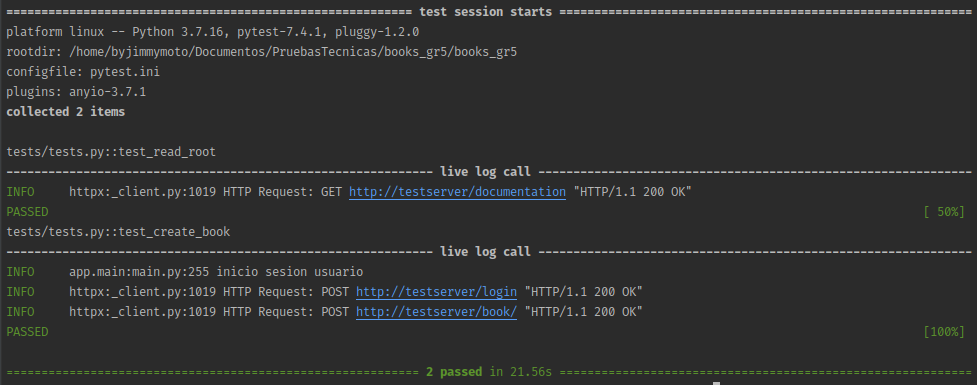 ============================================================ test session starts =============================================================
platform linux -- Python 3.7.16, pytest-7.4.1, pluggy-1.2.0
rootdir: /home/byjimmymoto/Documentos/PruebasTecnicas/books_gr5/books_gr5
configfile: pytest.ini
plugins: anyio-3.7.1
collected 2 items
tests/tests.py::test_read_root
--------------------------------------------------------------- live log call ----------------------------------------------------------------
INFO     httpx:_client.py:1019 HTTP Request: GET http://testserver/documentation "HTTP/1.1 200 OK"
PASSED [ 50%]
tests/tests.py::test_create_book
--------------------------------------------------------------- live log call ----------------------------------------------------------------
INFO     app.main:main.py:255 inicio sesion usuario
INFO     httpx:_client.py:1019 HTTP Request: POST http://testserver/login "HTTP/1.1 200 OK"
INFO     httpx:_client.py:1019 HTTP Request: POST http://testserver/book/ "HTTP/1.1 200 OK"
PASSED [100%]
============================================================= 2 passed in 21.56s =============================================================